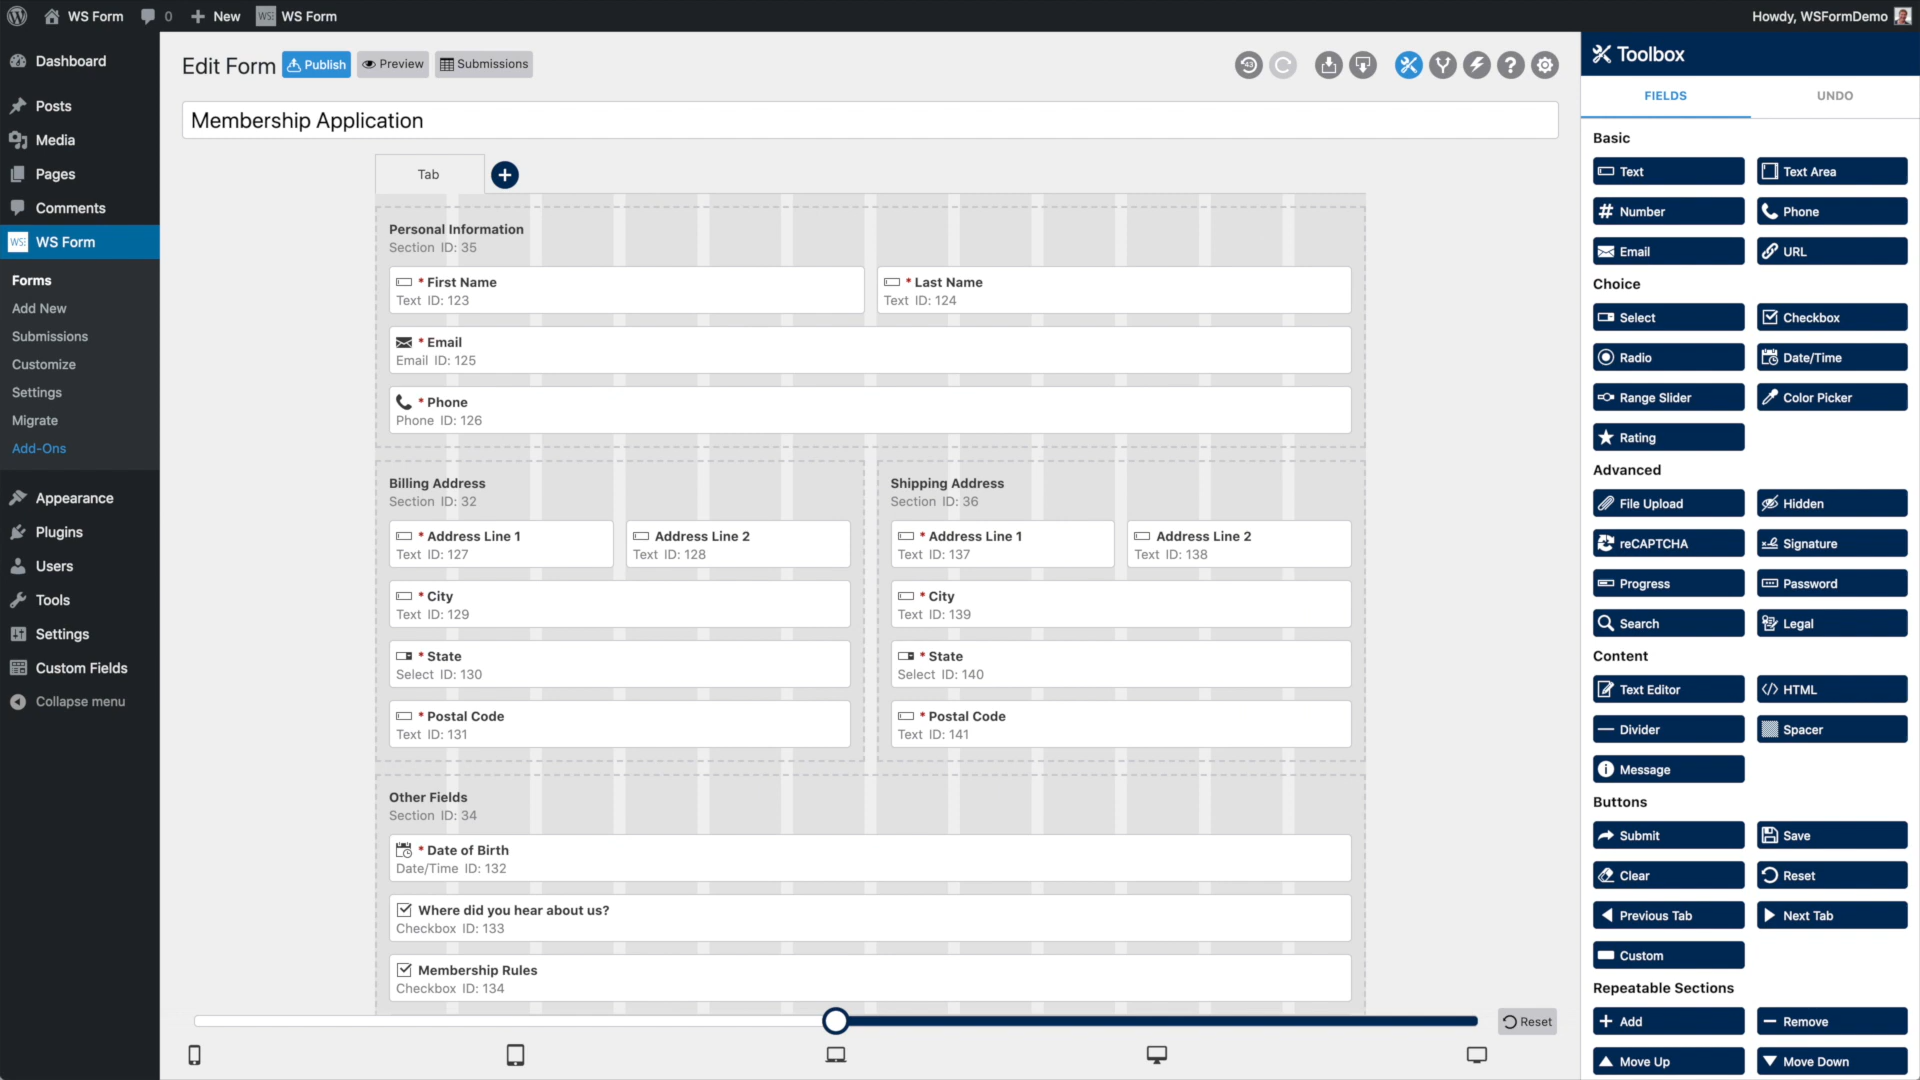 WS Form
0
New
WS Form
Howdy, WSFormDemo
Dashboard
Posts
Media
Pages
Comments
WS Form
Forms
Add New
Submissions
Customize
Settings
Migrate
Add-Ons
Appearance
Plugins
Users
Tools
Settings
Custom Fields
Collapse menu
Edit Form
Publish
Preview
Submissions
43
Membership Application
Tab
Personal Information
Section ID: 35
* First Name
Text ID: 123
* Last Name
Text ID: 124
* Email
Email ID: 125
* Phone
Phone ID: 126
Billing Address
Section ID: 32
* Address Line 1
Text ID: 127
Address Line 2
Text ID: 128
* City
Text ID: 129
* State
Select ID: 130
* Postal Code
Text ID: 131
Shipping Address
Section ID: 36
* Address Line 1
Text ID: 137
Address Line 2
Text ID: 138
* City
Text ID: 139
* State
Select ID: 140
* Postal Code
Text ID: 141
Other Fields
Section ID: 34
* Date of Birth
Date/Time ID: 132
Where did you hear about us?
Checkbox ID: 133
Membership Rules
Checkbox ID: 134
Reset
Toolbox
FIELDS
UNDO
Basic
Text
Text Area
Number
Phone
Email
URL
Choice
Select
Checkbox
Radio
Date/Time
Range Slider
Color Picker
Rating
Advanced
File Upload
Hidden
reCAPTCHA
Signature
Progress
Password
Search
Legal
Content
Text Editor
HTML
Divider
Spacer
Message
Buttons
Submit
Save
Clear
Reset
Previous Tab
Next Tab
Custom
Repeatable Sections
Add
Remove
Move Up
Move Down